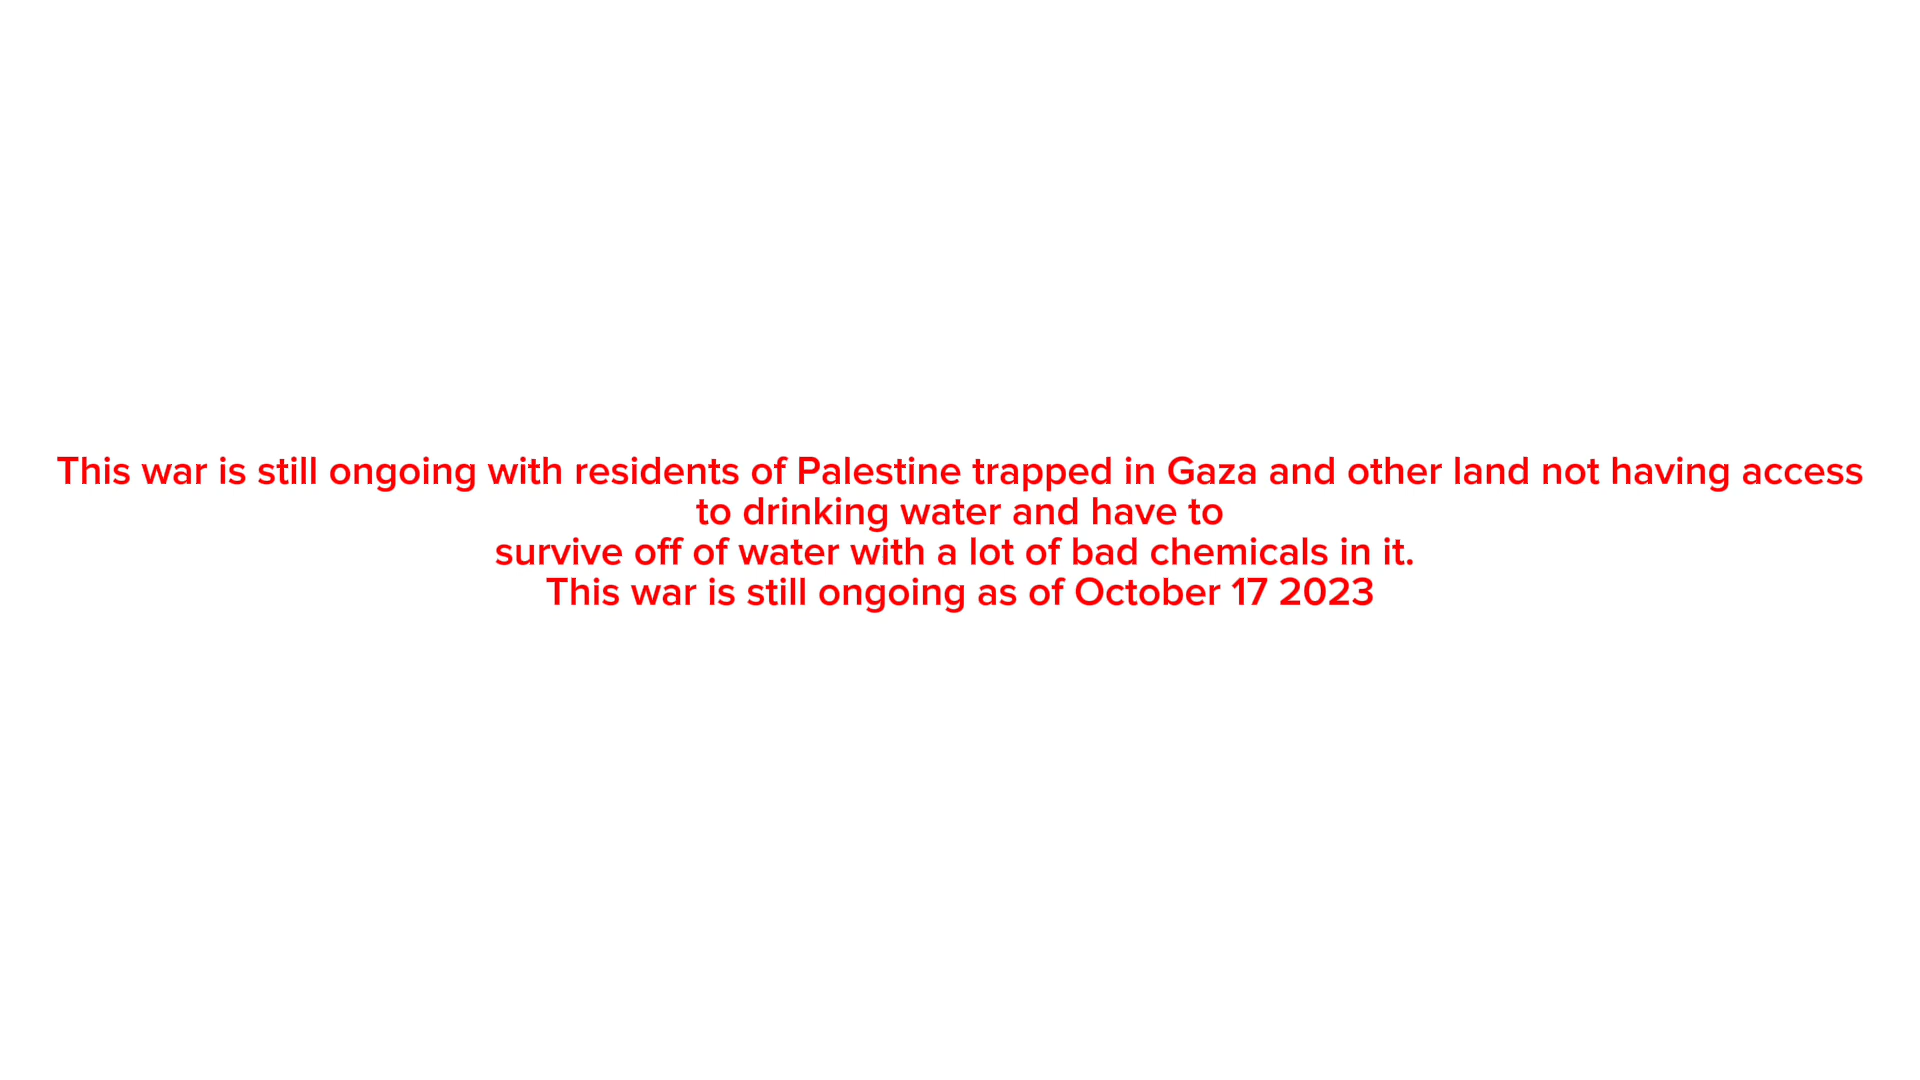 This war is still ongoing with residents of Palestine trapped in Gaza and other land not having access
to drinking water and have to
survive off of water with a lot of bad chemicals in it.
This war is still ongoing as of October 17 2023